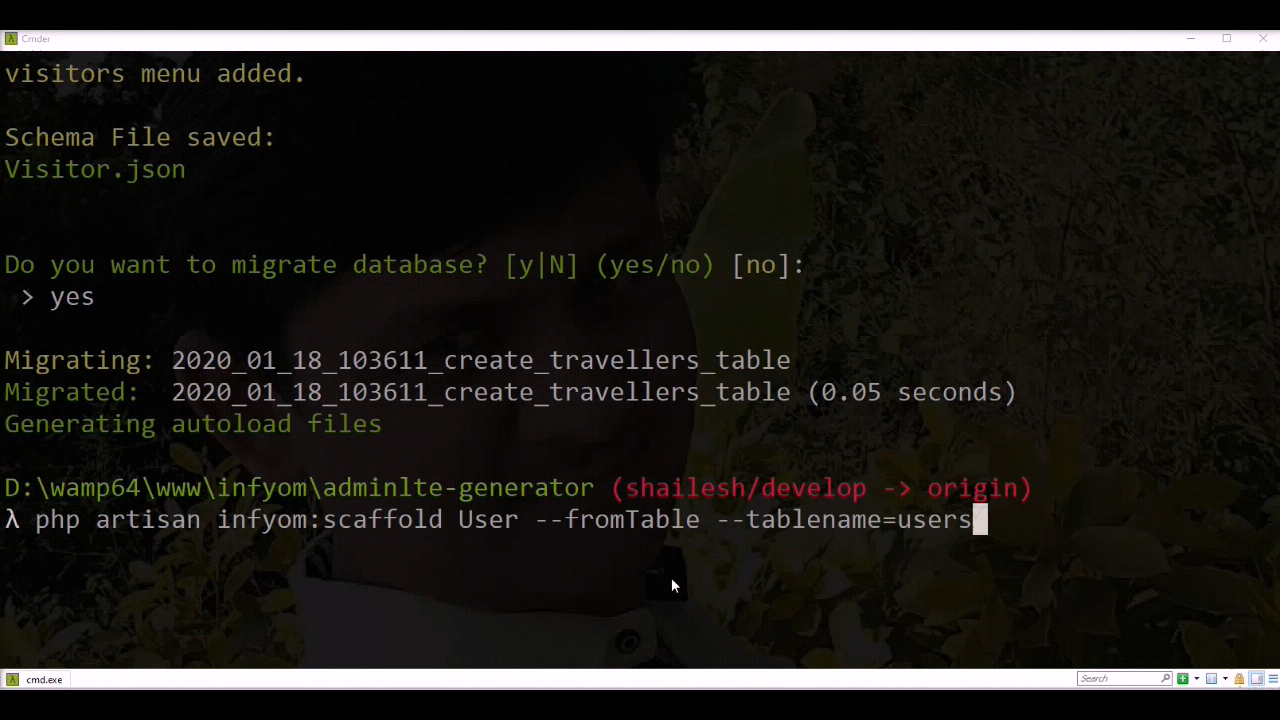 Cmder
visitors menu added.
Schema File saved:
Visitor.json
Do you want to migrate database? [y|N] (yes/no) [no]:
> yes
Migrating: 2020_01_18_103611_create_travellers_table
Migrated:  2020_01_18_103611_create_travellers_table (0.05 seconds)
Generating autoload files
D:\wamp64\www\infyom\adminlte-generator (shailesh/develop -> origin)
λ php artisan infyom:scaffold User --fromTable --tablename=users
cmd.exe
Search